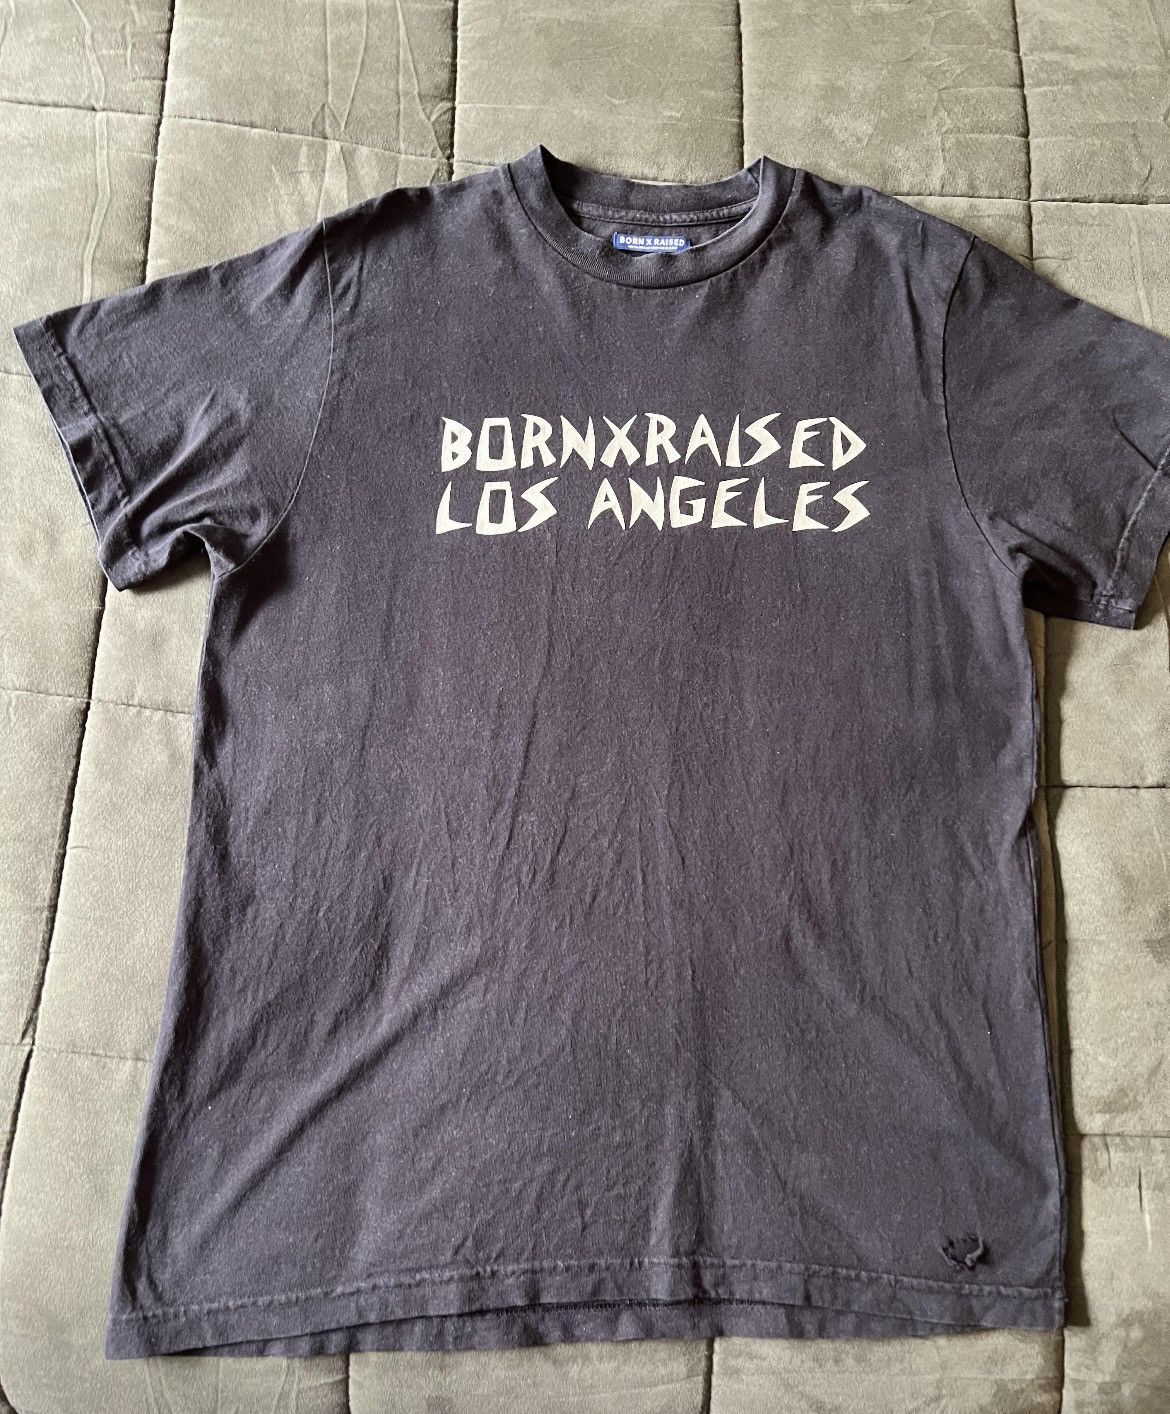 BORN X RAISED
BORNXRAISED
LOS ANGELES